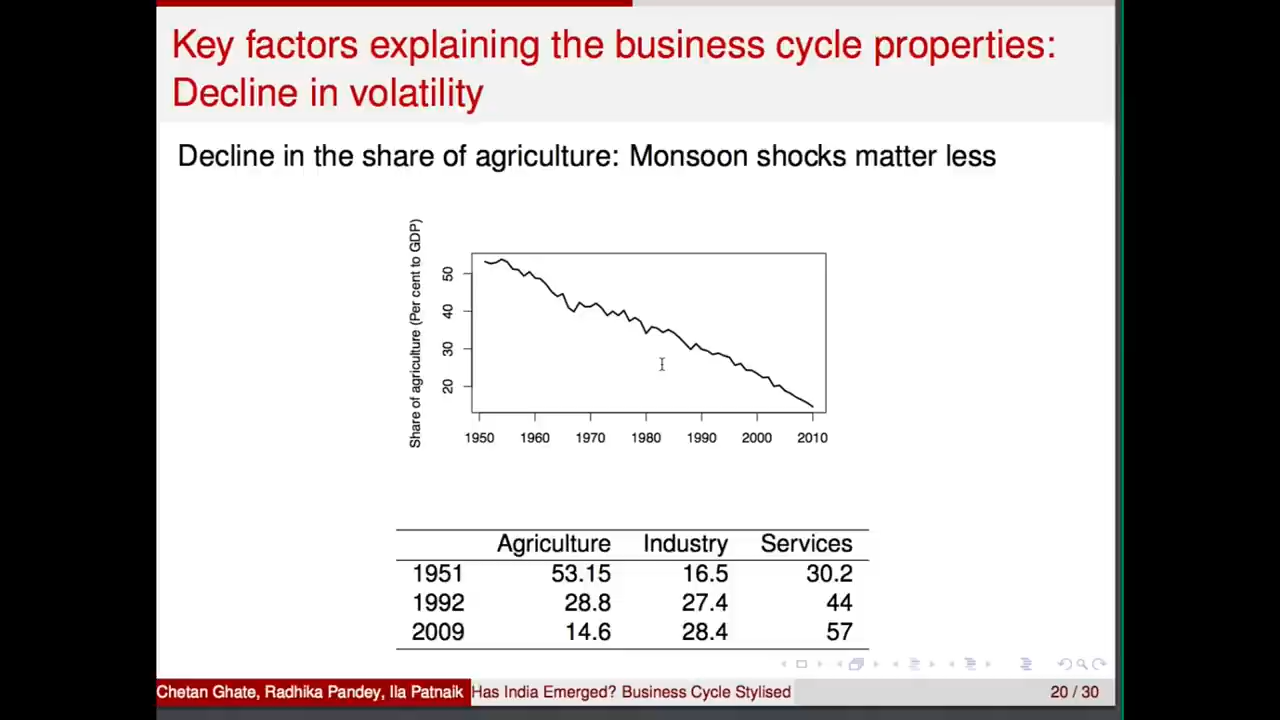 Key factors explaining the business cycle properties:
Decline in volatility
Decline in the share of agriculture: Monsoon shocks matter less
Share of agriculture (Per cent to GDP)
50
40
30
20
1950 1960 1970 1980 1990 2000 2010
Agriculture Industry Services
1951 53.15 16.5 30.2
1992 28.8 27.4 44
2009 14.6 28.4 57
Chetan Ghate, Radhika Pandey, Ila Patnaik Has India Emerged? Business Cycle Stylised 20 / 30